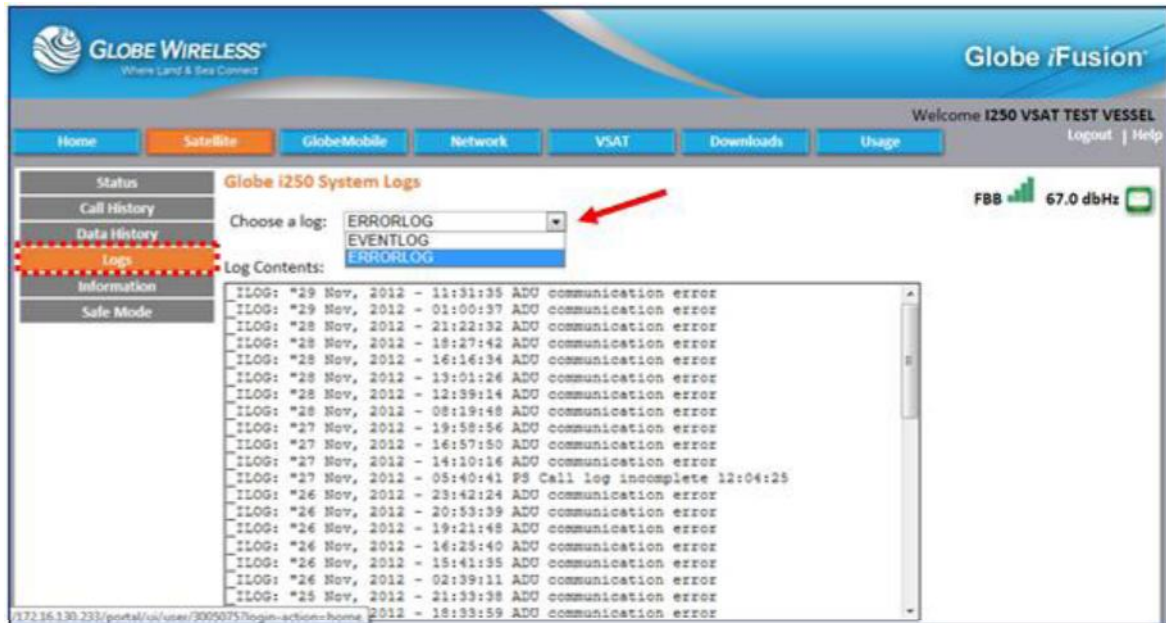 GLOBE WIRELESS
Where Land & Sea Connect
Globe iFusion
Welcome I250 VSAT TEST VESSEL
Logout | Help
Home Satellite GlobeMobile Network VSAT Downloads Usage
Status
Call History
Data History
Logs
Information
Safe Mode
Globe i250 System Logs
FBB 67.0 dbHz
Choose a log: ERRORLOG
EVENTLOG
ERRORLOG
Log Contents:
_ILOG: "29 Nov, 2012 - 11:31:35 ADU communication error
_ILOG: "29 Nov, 2012 - 01:00:37 ADU communication error
_ILOG: "28 Nov, 2012 - 21:22:32 ADU communication error
_ILOG: "28 Nov, 2012 - 18:27:42 ADU communication error
_ILOG: "28 Nov, 2012 - 16:16:34 ADU communication error
_ILOG: "28 Nov, 2012 - 13:01:26 ADU communication error
_ILOG: "28 Nov, 2012 - 12:39:14 ADU communication error
_ILOG: "28 Nov, 2012 - 08:19:48 ADU communication error
_ILOG: "27 Nov, 2012 - 19:58:56 ADU communication error
_ILOG: "27 Nov, 2012 - 16:57:50 ADU communication error
_ILOG: "27 Nov, 2012 - 14:10:16 ADU communication error
_ILOG: "27 Nov, 2012 - 05:40:41 PS Call log incomplete 12:04:25
_ILOG: "26 Nov, 2012 - 23:42:24 ADU communication error
_ILOG: "26 Nov, 2012 - 20:53:39 ADU communication error
_ILOG: "26 Nov, 2012 - 19:21:48 ADU communication error
_ILOG: "26 Nov, 2012 - 16:25:40 ADU communication error
_ILOG: "26 Nov, 2012 - 15:41:35 ADU communication error
_ILOG: "26 Nov, 2012 - 02:39:11 ADU communication error
_ILOG: "25 Nov, 2012 - 21:33:38 ADU communication error
2012 - 18:33:59 ADU communication error
/172.16.130.233/portal/ui/user/3005075?login-action=home